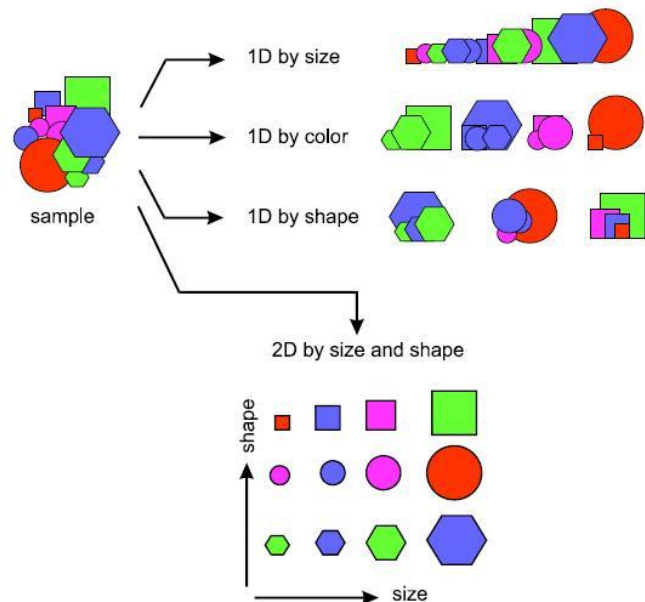 1D by size
1D by color
sample
1D by shape
2D by size and shape
shape
size